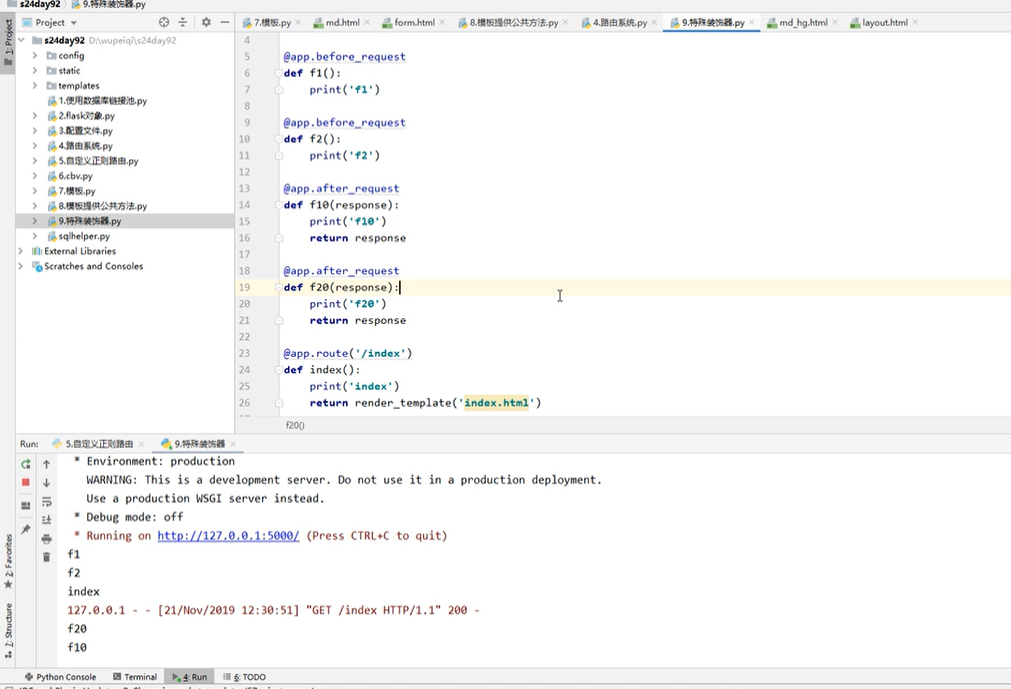 s24day92 9.特殊装饰器.py
Project
7.模板.py md.html form.html 8.模板提供公共方法.py 4.路由系统.py 9.特殊装饰器.py md_hg.html layout.html
1: Project
s24day92 D:\wupeiqi\s24day92
config
static
templates
1.使用数据库链接池.py
2.flask对象.py
3.配置文件.py
4.路由系统.py
5.自定义正则路由.py
6.cbv.py
7.模板.py
8.模板提供公共方法.py
9.特殊装饰器.py
sqlhelper.py
External Libraries
Scratches and Consoles
4
5 @app.before_request
6 def f1():
7 print('f1')
8
9 @app.before_request
10 def f2():
11 print('f2')
12
13 @app.after_request
14 def f10(response):
15 print('f10')
16 return response
17
18 @app.after_request
19 def f20(response):
20 print('f20')
21 return response
22
23 @app.route('/index')
24 def index():
25 print('index')
26 return render_template('index.html')
f20()
Run: 5.自定义正则路由 9.特殊装饰器
* Environment: production
WARNING: This is a development server. Do not use it in a production deployment.
Use a production WSGI server instead.
* Debug mode: off
* Running on http://127.0.0.1:5000/ (Press CTRL+C to quit)
f1
f2
index
127.0.0.1 - - [21/Nov/2019 12:30:51] "GET /index HTTP/1.1" 200 -
f20
f10
2: Favorites
Z: Structure
Python Console Terminal 4: Run 6: TODO